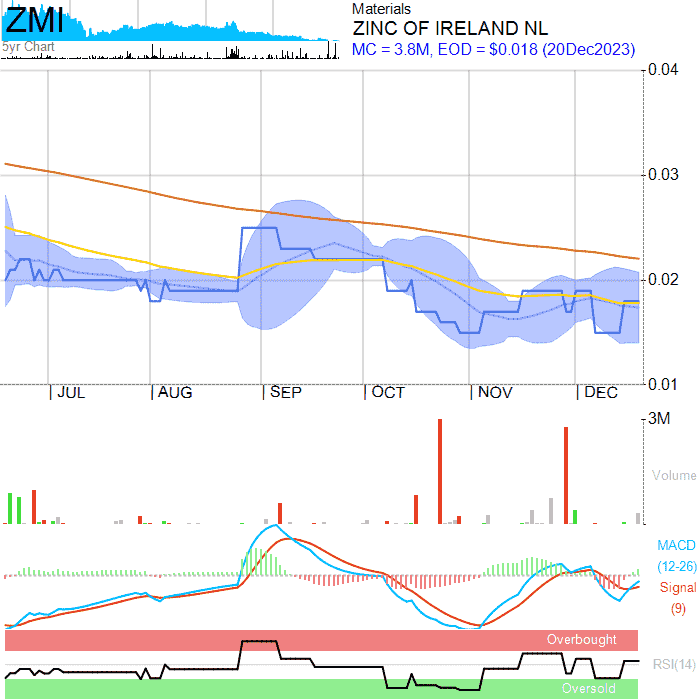 ZMI
5yr Chart
Materials
ZINC OF IRELAND NL
MC = 3.8M, EOD = $0.018 (20Dec2023)
0.04
0.03
0.02
0.01
JUL AUG SEP OCT NOV DEC
3M
Volume
MACD
(12-26)
Signal
(9)
Overbought
RSI(14)
Oversold